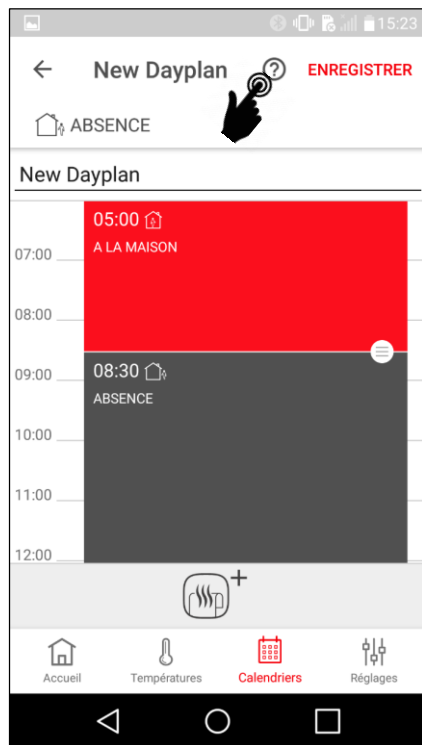 15:23
New Dayplan ? ENREGISTRER
ABSENCE
New Dayplan
05:00
A LA MAISON
07:00
08:00
08:30
09:00
ABSENCE
10:00
11:00
12:00
+
Accueil Températures Calendriers Réglages